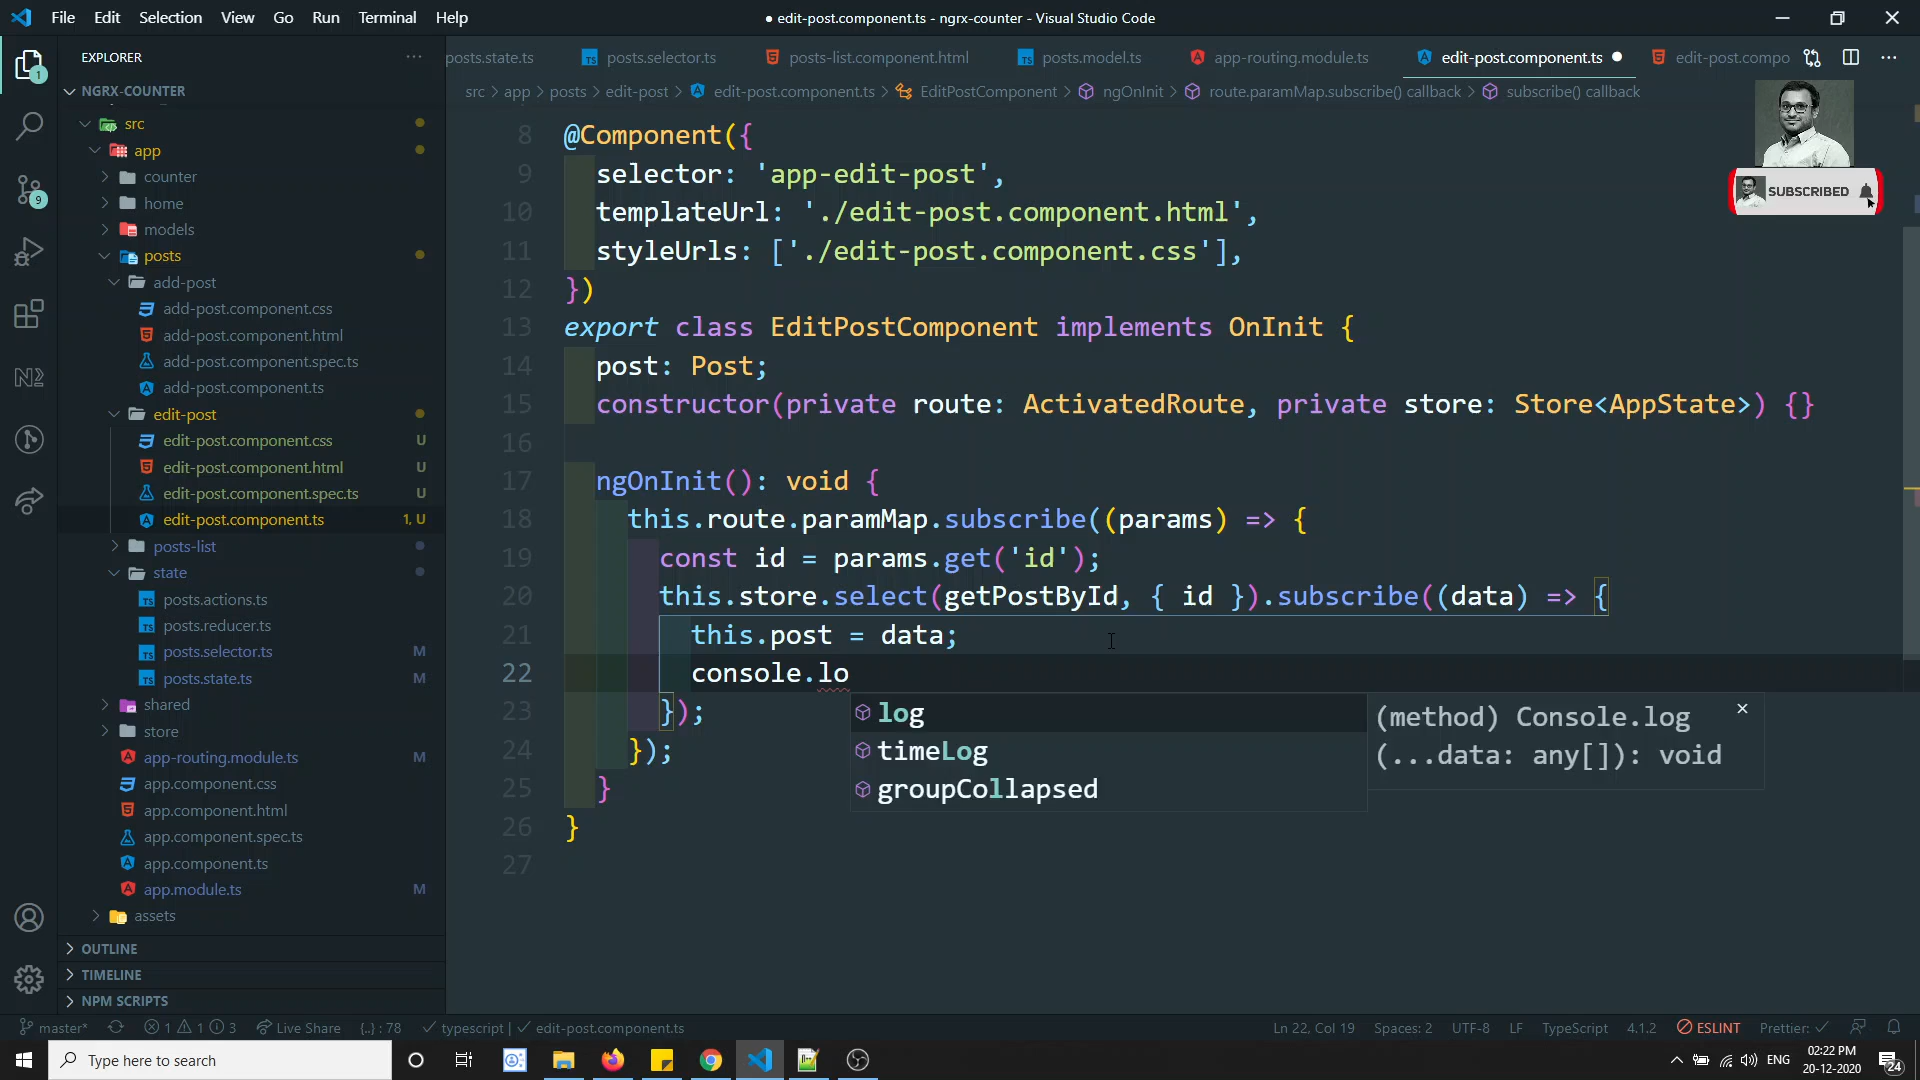 File Edit Selection View Go Run Terminal Help
● edit-post.component.ts - ngrx-counter - Visual Studio Code
EXPLORER
posts.state.ts posts.selector.ts posts-list.component.html posts.model.ts app-routing.module.ts edit-post.component.ts edit-post.compo
1
NGRX-COUNTER
src > app > posts > edit-post > edit-post.component.ts > EditPostComponent > ngOnInit > route.paramMap.subscribe() callback > subscribe() callback
src
app
counter
home
models
posts
add-post
add-post.component.css
add-post.component.html
add-post.component.spec.ts
add-post.component.ts
edit-post
edit-post.component.css U
edit-post.component.html U
edit-post.component.spec.ts U
edit-post.component.ts 1, U
posts-list
state
posts.actions.ts
posts.reducer.ts
posts.selector.ts M
posts.state.ts M
shared
store
app-routing.module.ts M
app.component.css
app.component.html
app.component.spec.ts
app.component.ts
app.module.ts M
assets
OUTLINE
TIMELINE
NPM SCRIPTS
9
SUBSCRIBED
8 @Component({
9 selector: 'app-edit-post',
10 templateUrl: './edit-post.component.html',
11 styleUrls: ['./edit-post.component.css'],
12 })
13 export class EditPostComponent implements OnInit {
14 post: Post;
15 constructor(private route: ActivatedRoute, private store: Store<AppState>) {}
16
17 ngOnInit(): void {
18 this.route.paramMap.subscribe((params) => {
19 const id = params.get('id');
20 this.store.select(getPostById, { id }).subscribe((data) => {
21 this.post = data;
22 console.lo
23 });
24 });
25 }
26 }
27
log
timeLog
groupCollapsed
(method) Console.log
(...data: any[]): void
master* 1 1 3 Live Share {..} : 78 typescript | edit-post.component.ts
Ln 22, Col 19 Spaces: 2 UTF-8 LF TypeScript 4.1.2 ESLINT Prettier:
Type here to search
ENG
02:22 PM
20-12-2020
24